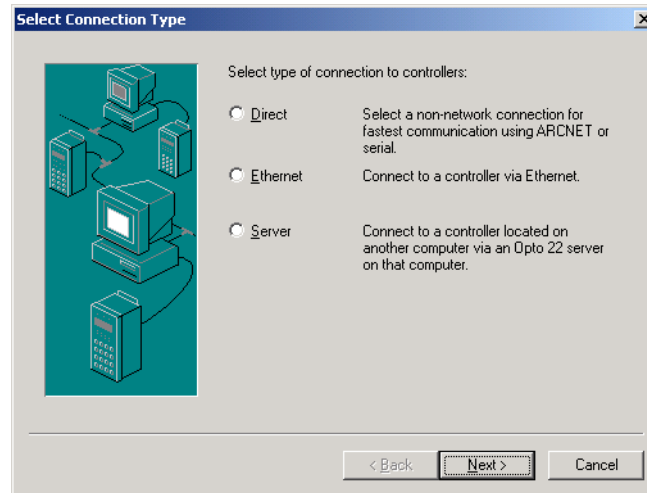 Select Connection Type
Select type of connection to controllers:
Direct
Select a non-network connection for
fastest communication using ARCNET or
serial.
Ethernet
Connect to a controller via Ethernet.
Server
Connect to a controller located on
another computer via an Opto 22 server
on that computer.
< Back
Next >
Cancel